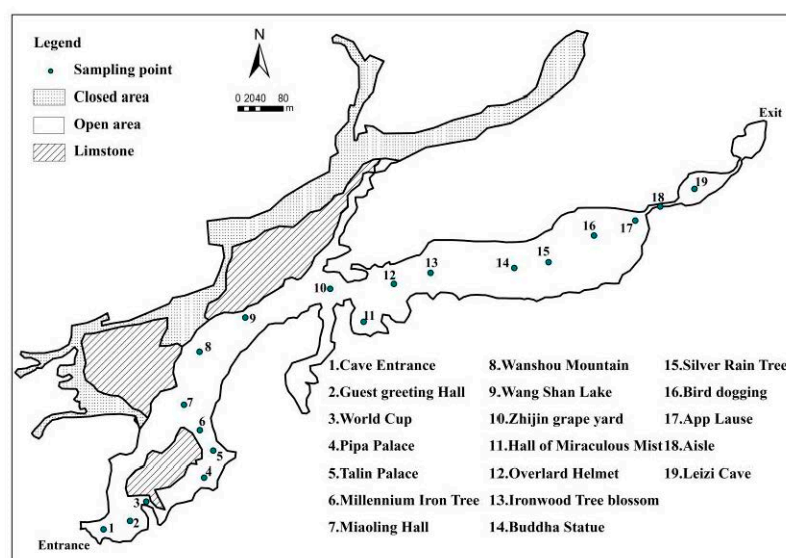 Legend
Sampling point
Closed area
Open area
Limstone
N
0 2040 80
m
Exit
19
18
17
16
15
14
13
12
10
11
9
8
7
6
5
4
3
2
1
Entrance
1.Cave Entrance
2.Guest greeting Hall
3.World Cup
4.Pipa Palace
5.Talin Palace
6.Millennium Iron Tree
7.Miaoling Hall
8.Wanshou Mountain
9.Wang Shan Lake
10.Zhijin grape yard
11.Hall of Miraculous Mist
12.Overlard Helmet
13.Ironwood Tree blossom
14.Buddha Statue
15.Silver Rain Tree
16.Bird dogging
17.App Lause
18.Aisle
19.Leizi Cave